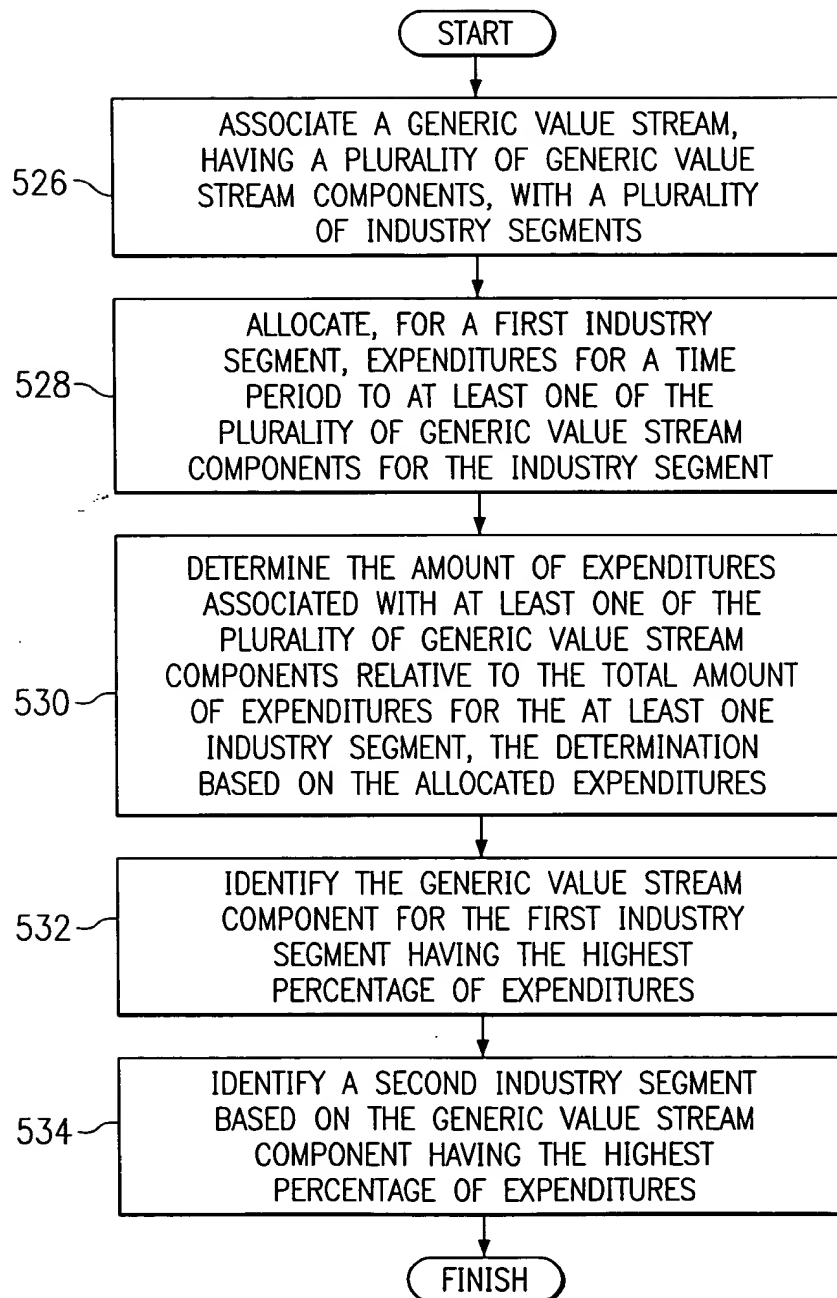 START
526
ASSOCIATE A GENERIC VALUE STREAM,
HAVING A PLURALITY OF GENERIC VALUE
STREAM COMPONENTS, WITH A PLURALITY
OF INDUSTRY SEGMENTS
528
ALLOCATE, FOR A FIRST INDUSTRY
SEGMENT, EXPENDITURES FOR A TIME
PERIOD TO AT LEAST ONE OF THE
PLURALITY OF GENERIC VALUE STREAM
COMPONENTS FOR THE INDUSTRY SEGMENT
530
DETERMINE THE AMOUNT OF EXPENDITURES
ASSOCIATED WITH AT LEAST ONE OF THE
PLURALITY OF GENERIC VALUE STREAM
COMPONENTS RELATIVE TO THE TOTAL AMOUNT
OF EXPENDITURES FOR THE AT LEAST ONE
INDUSTRY SEGMENT, THE DETERMINATION
BASED ON THE ALLOCATED EXPENDITURES
532
IDENTIFY THE GENERIC VALUE STREAM
COMPONENT FOR THE FIRST INDUSTRY
SEGMENT HAVING THE HIGHEST
PERCENTAGE OF EXPENDITURES
534
IDENTIFY A SECOND INDUSTRY SEGMENT
BASED ON THE GENERIC VALUE STREAM
COMPONENT HAVING THE HIGHEST
PERCENTAGE OF EXPENDITURES
FINISH